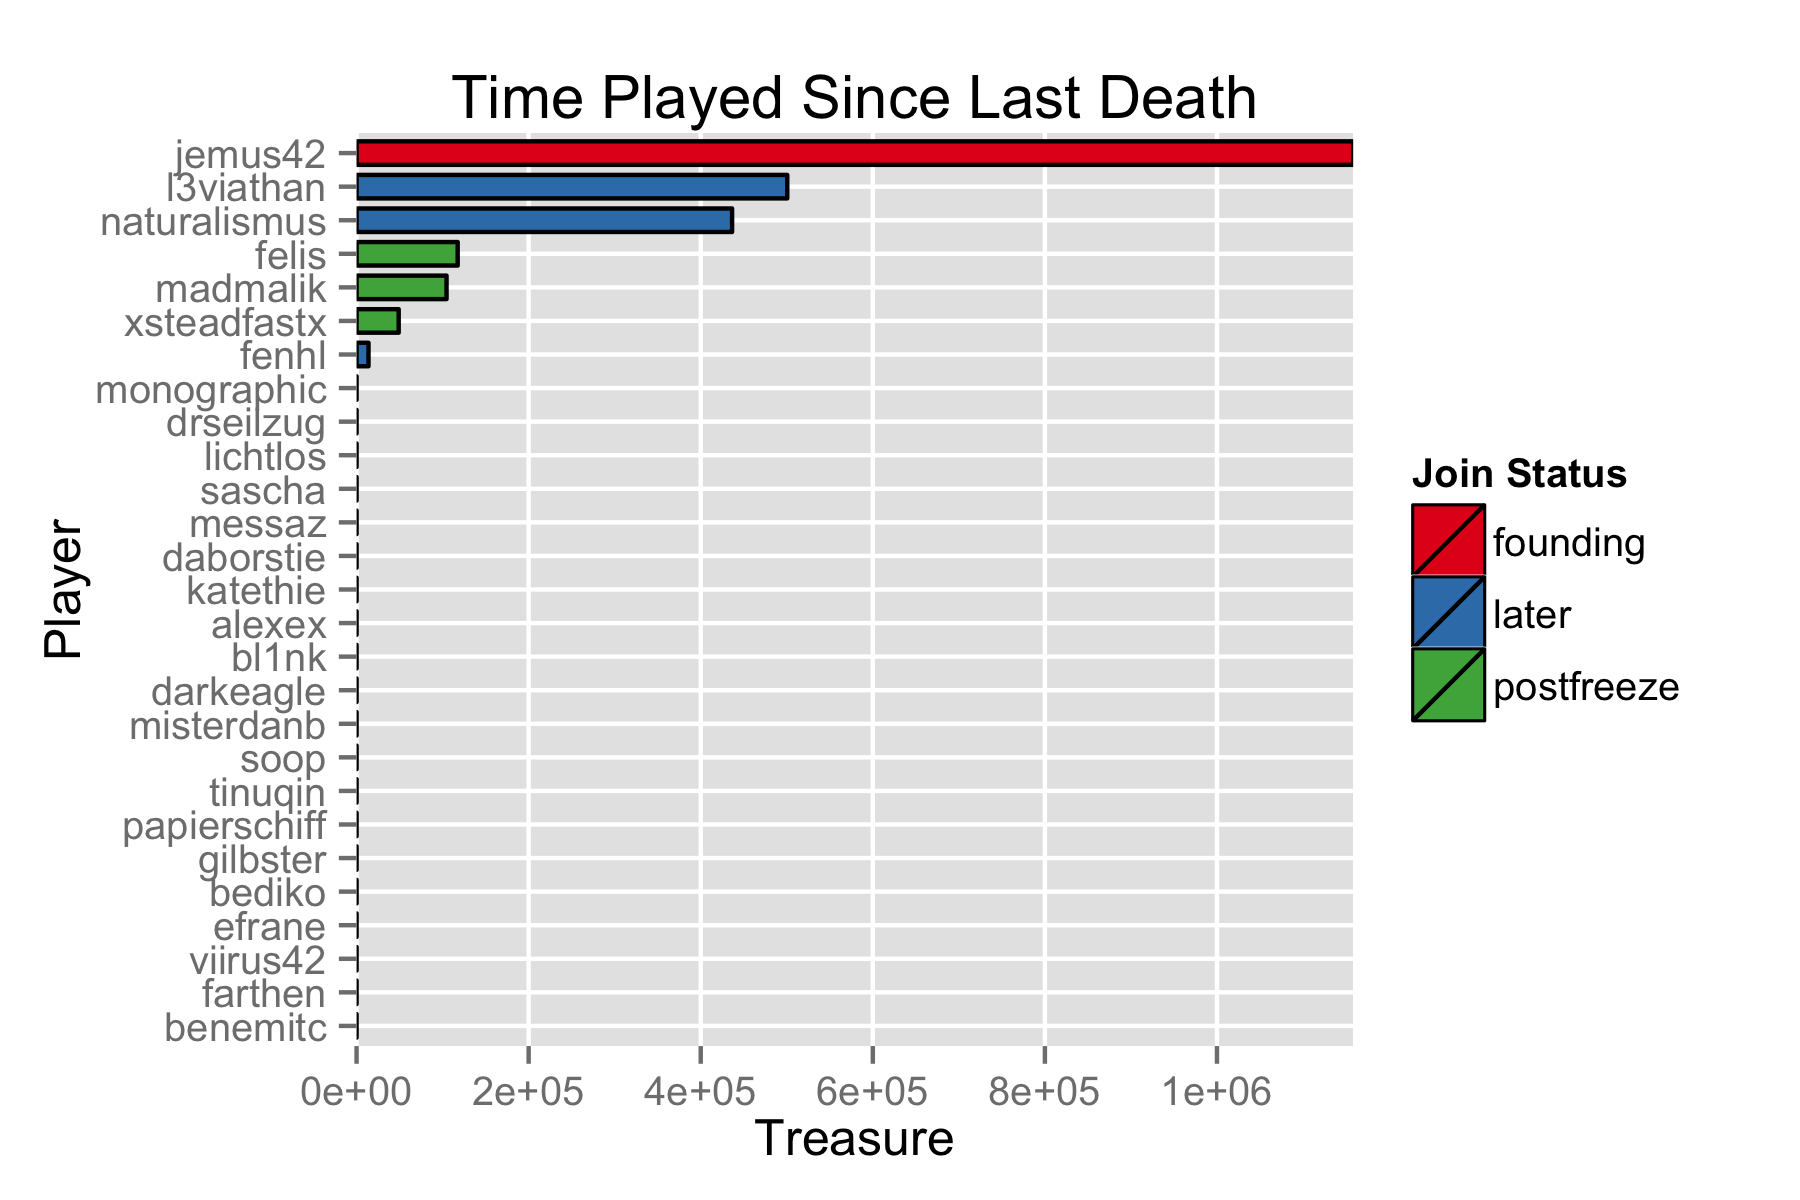 Time Played Since Last Death
Player
jemus42
l3viathan
naturalismus
felis
madmalik
xsteadfastx
fenhl
monographic
drseilzug
lichtlos
sascha
messaz
daborstie
katethie
alexex
bl1nk
darkeagle
misterdanb
soop
tinuqin
papierschiff
gilbster
bediko
efrane
viirus42
farthen
benemitc
0e+00 2e+05 4e+05 6e+05 8e+05 1e+06
Treasure
Join Status
founding
later
postfreeze